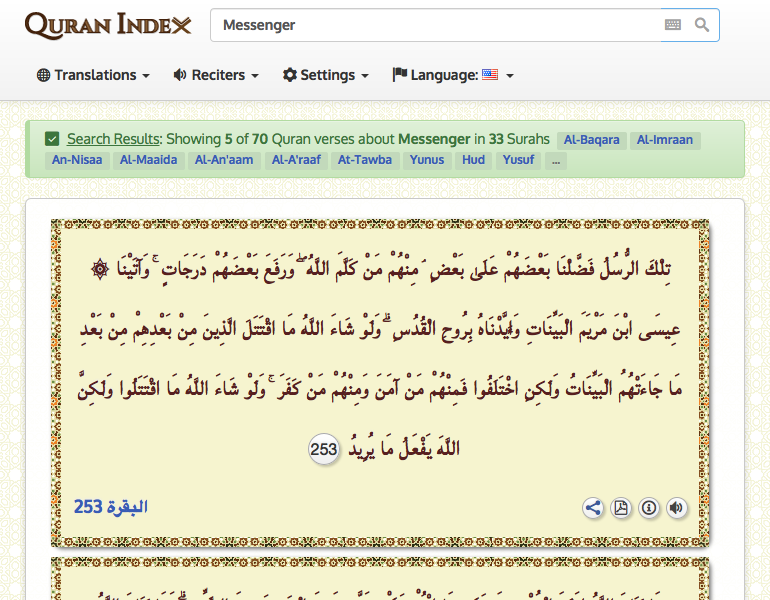 QURAN INDEX
Messenger
Translations
Reciters
Settings
Language:
Search Results: Showing 5 of 70 Quran verses about Messenger in 33 Surahs Al-Baqara Al-Imraan
An-Nisaa Al-Maaida Al-An'aam Al-A'raaf At-Tawba Yunus Hud Yusuf ...
تِلْكَ الرُّسُلُ فَضَّلْنَا بَعْضَهُمْ عَلَىٰ بَعْضٍ ۘ مِنْهُمْ مَنْ كَلَّمَ اللَّهُ ۖ وَرَفَعَ بَعْضَهُمْ دَرَجَاتٍ ۚ وَآتَيْنَا ۞
عِيسَى ابْنَ مَرْيَمَ الْبَيِّنَاتِ وَأَيَّدْنَاهُ بِرُوحِ الْقُدُسِ ۗ وَلَوْ شَاءَ اللَّهُ مَا اقْتَتَلَ الَّذِينَ مِنْ بَعْدِهِمْ مِنْ بَعْدِ
مَا جَاءَتْهُمُ الْبَيِّنَاتُ وَلَٰكِنِ اخْتَلَفُوا فَمِنْهُمْ مَنْ آمَنَ وَمِنْهُمْ مَنْ كَفَرَ ۚ وَلَوْ شَاءَ اللَّهُ مَا اقْتَتَلُوا وَلَٰكِنَّ
اللَّهَ يَفْعَلُ مَا يُرِيدُ 253
البقرة 253